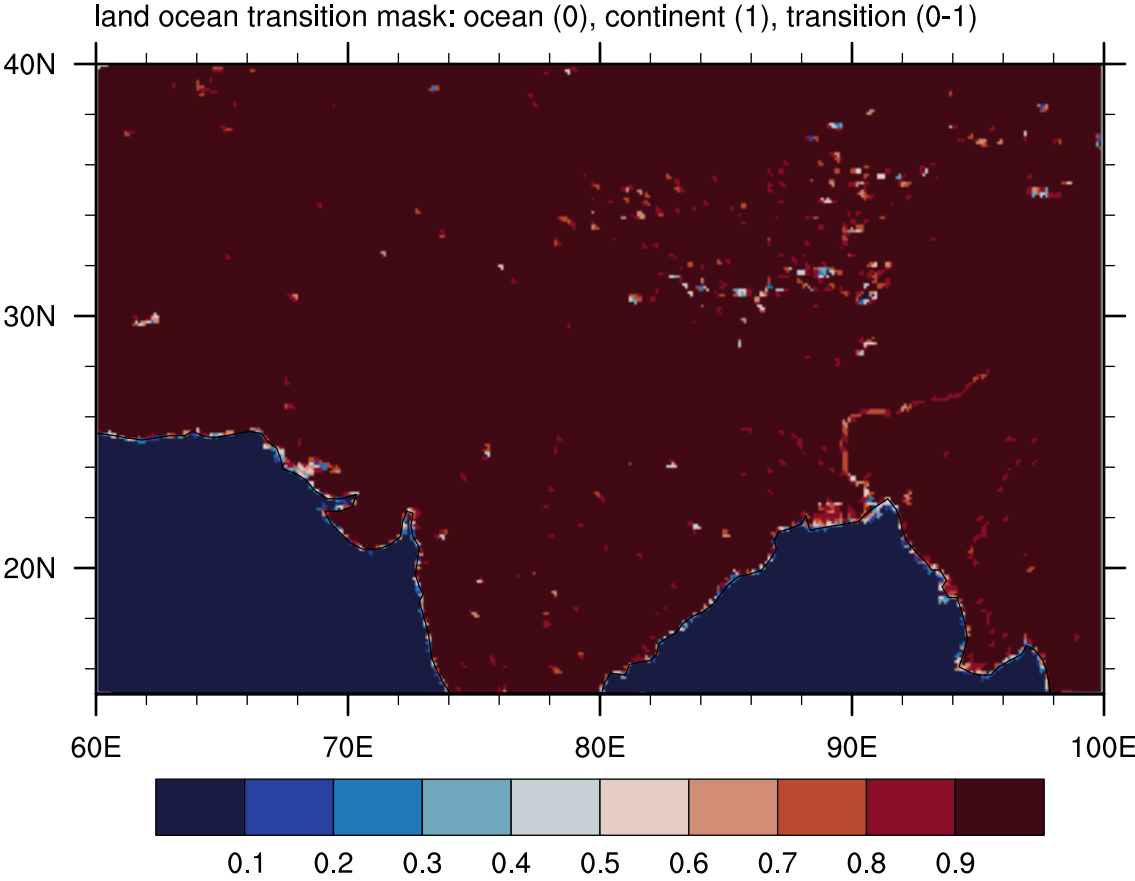 land ocean transition mask: ocean (0), continent (1), transition (0-1)
40N
30N
20N
60E 70E 80E 90E 100E
0.1 0.2 0.3 0.4 0.5 0.6 0.7 0.8 0.9